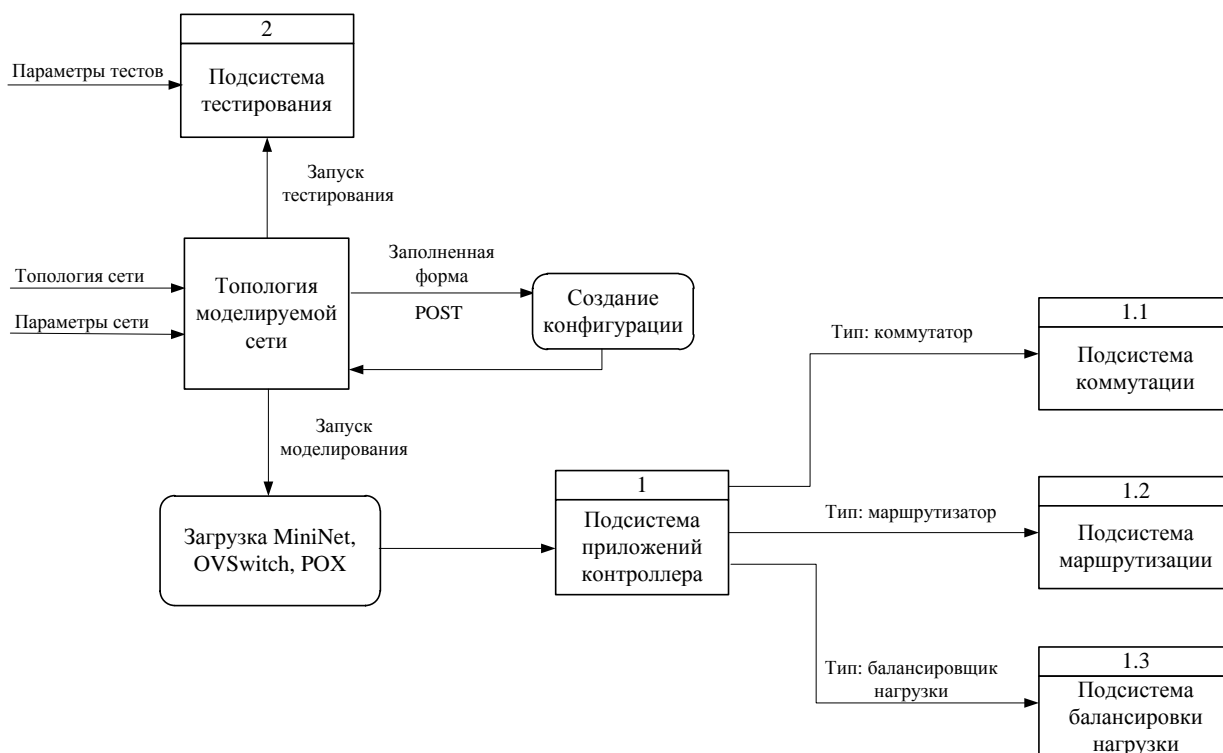 2
Параметры тестов
Подсистема
тестирования
Запуск
тестирования
Топология сети
Параметры сети
Топология
моделируемой
сети
Заполненная
форма
POST
Создание
конфигурации
Запуск
моделирования
Загрузка MiniNet,
OVSwitch, POX
1
Подсистема
приложений
контроллера
Тип: коммутатор
1.1
Подсистема
коммутации
Тип: маршрутизатор
1.2
Подсистема
маршрутизации
Тип: балансировщик
нагрузки
1.3
Подсистема
балансировки
нагрузки